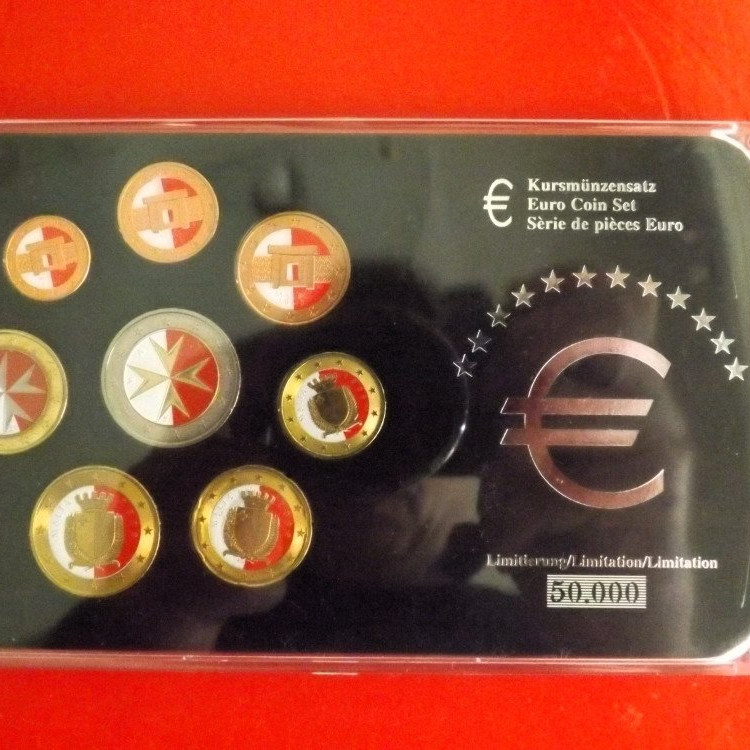 € Kursmünzensatz
Euro Coin Set
Sèrie de pièces Euro
€
Limitierung/Limitation/Limitation
50.000